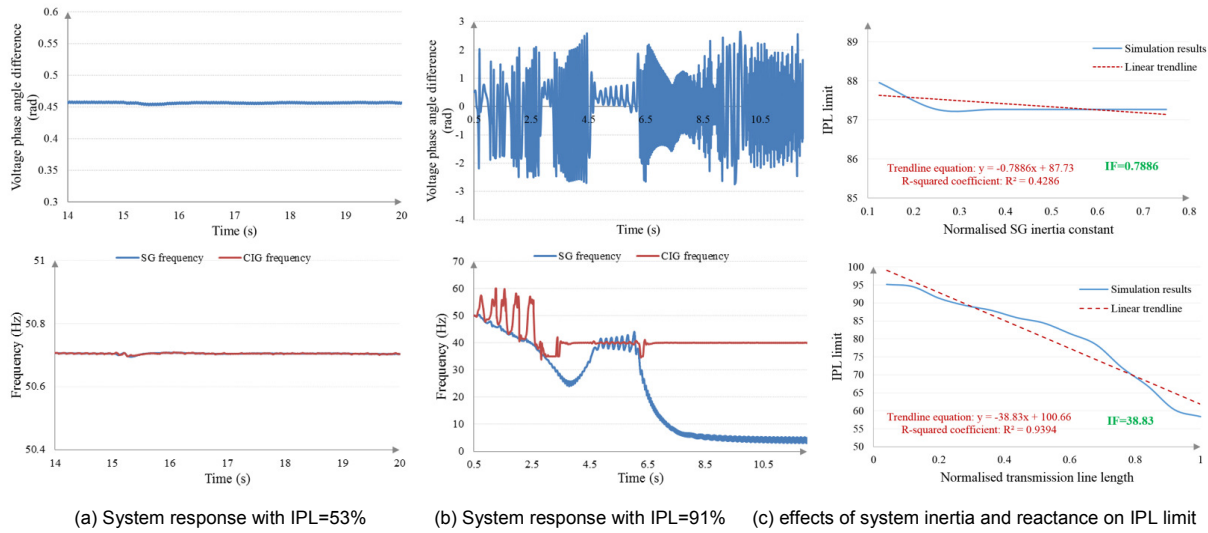 Voltage phase angle difference
(rad)
0.6
0.55
0.5
0.45
0.4
0.35
0.3
14
15
16
17
18
19
20
Time (s)
SG frequency
CIG frequency
Frequency (Hz)
51
50.8
50.6
50.4
14
15
16
17
18
19
20
Time (s)
(a) System response with IPL=53%
Voltage phase angle difference
(rad)
3
2
1
0
-1
-2
-3
-4
0.5
2.5
4.5
6.5
8.5
10.5
Time (s)
SG frequency
CIG frequency
Frequency (Hz)
70
60
50
40
30
20
10
0
0.5
2.5
4.5
6.5
8.5
10.5
Time (s)
(b) System response with IPL=91%
IPL limit
89
88
87
86
85
Simulation results
Linear trendline
Trendline equation: y = -0.7886x + 87.73
R-squared coefficient: R² = 0.4286
IF=0.7886
0.1
0.2
0.3
0.4
0.5
0.6
0.7
0.8
Normalised SG inertia constant
IPL limit
100
95
90
85
80
75
70
65
60
55
50
Simulation results
Linear trendline
Trendline equation: y = -38.83x + 100.66
R-squared coefficient: R² = 0.9394
IF=38.83
0
0.2
0.4
0.6
0.8
1
Normalised transmission line length
(c) effects of system inertia and reactance on IPL limit